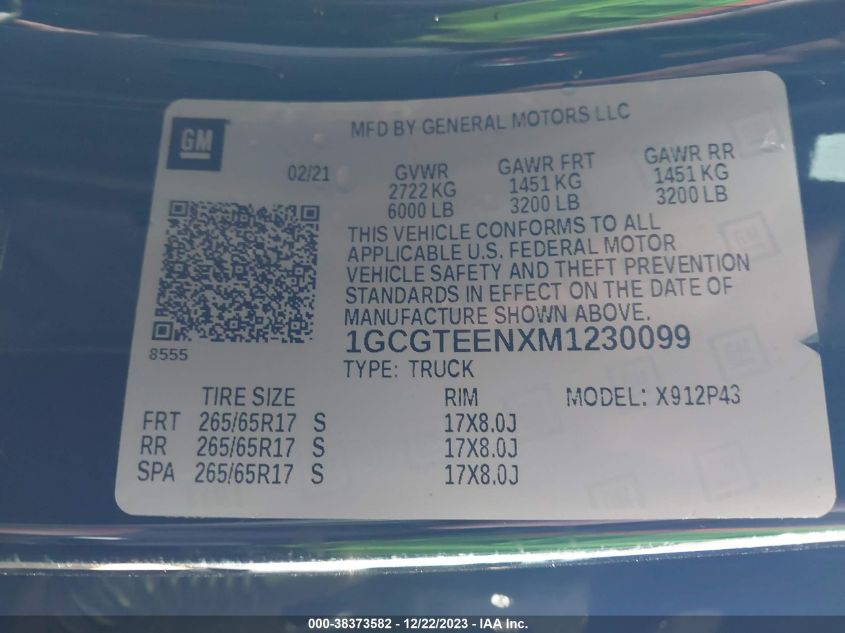 GM
MFD BY GENERAL MOTORS LLC
02/21
GVWR
2722 KG
6000 LB
GAWR FRT
1451 KG
3200 LB
GAWR RR
1451 KG
3200 LB
THIS VEHICLE CONFORMS TO ALL
APPLICABLE U.S. FEDERAL MOTOR
VEHICLE SAFETY AND THEFT PREVENTION
STANDARDS IN EFFECT ON THE DATE OF
MANUFACTURE SHOWN ABOVE.
1GCGTEENXM1230099
8555
TYPE: TRUCK
TIRE SIZE RIM MODEL: X912P43
FRT 265/65R17 S 17X8.0J
RR 265/65R17 S 17X8.0J
SPA 265/65R17 S 17X8.0J
000-38373582 - 12/22/2023 - IAA Inc.